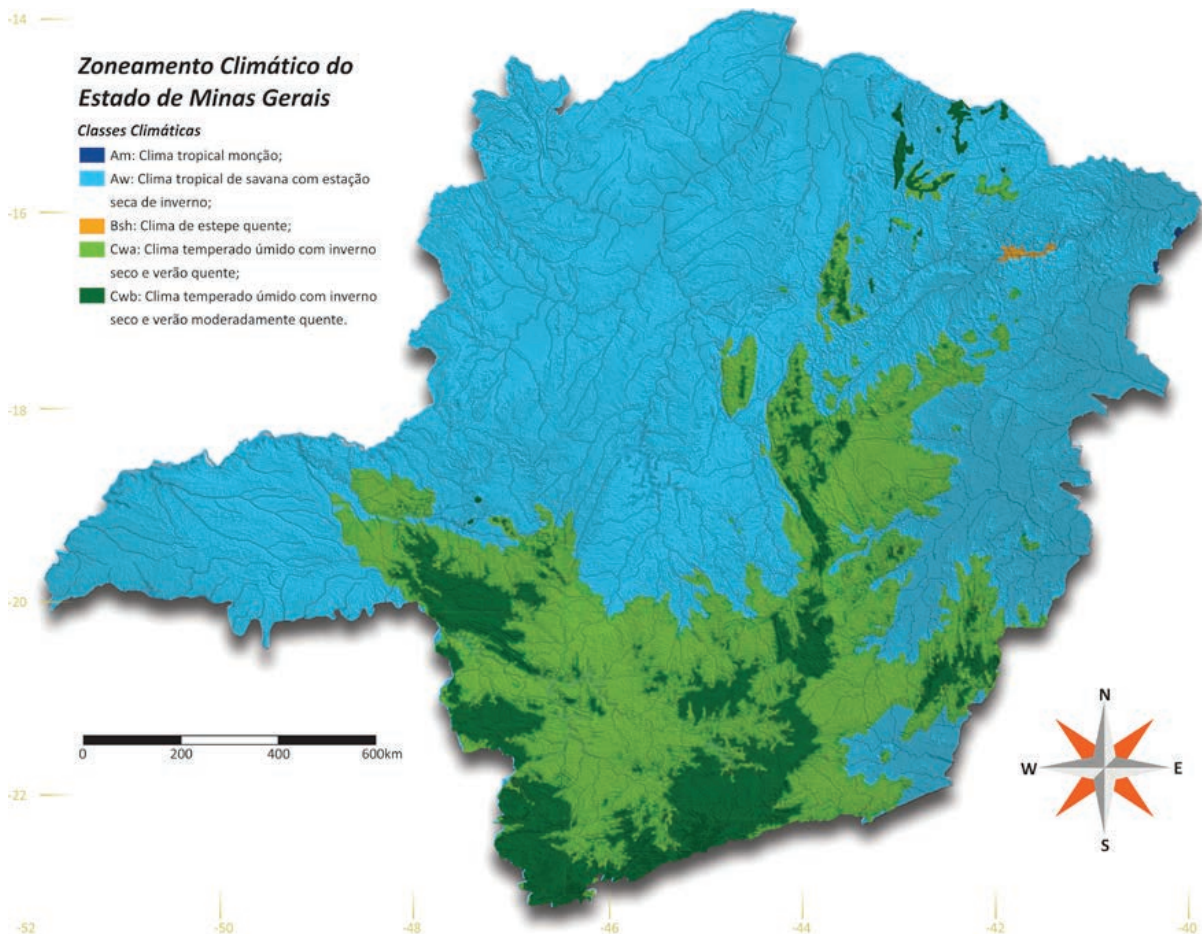 -14
Zoneamento Climático do
Estado de Minas Gerais
Classes Climáticas
Am: Clima tropical monção;
Aw: Clima tropical de savana com estação
seca de inverno;
Bsh: Clima de estepe quente;
Cwa: Clima temperado úmido com inverno
seco e verão quente;
Cwb: Clima temperado úmido com inverno
seco e verão moderadamente quente.
-16
-18
-20
-22
0 200 400 600km
N
W E
S
-52 -50 -48 -46 -44 -42 -40